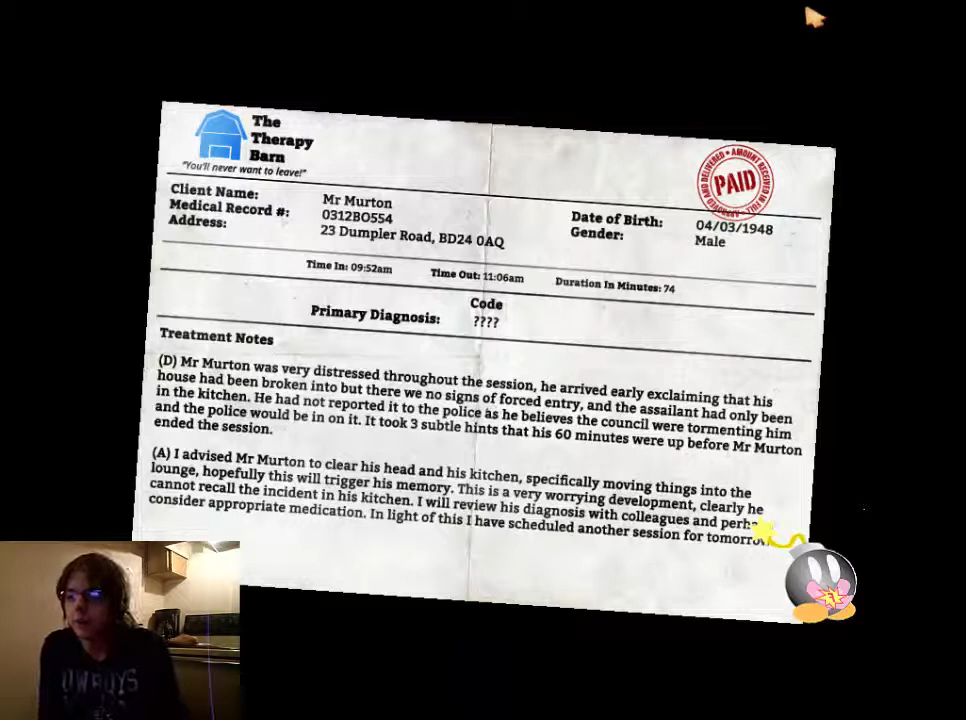 The
Therapy
Barn
"You'll never want to leave!"
AND DELIVERED • AMOUNT RECEIVED IN FULL
PAID
Client Name: Mr Murton
Medical Record #: 0312BO554
Address: 23 Dumpler Road, BD24 0AQ
Date of Birth: 04/03/1948
Gender: Male
Time In: 09:52am Time Out: 11:06am Duration In Minutes: 74
Code
Primary Diagnosis: ????
Treatment Notes
(D) Mr Murton was very distressed throughout the session, he arrived early exclaiming that his
house had been broken into but there we no signs of forced entry, and the assailant had only been
in the kitchen. He had not reported it to the police as he believes the council were tormenting him
and the police would be in on it. It took 3 subtle hints that his 60 minutes were up before Mr Murton
ended the session.
(A) I advised Mr Murton to clear his head and his kitchen, specifically moving things into the
lounge, hopefully this will trigger his memory. This is a very worrying development, clearly he
cannot recall the incident in his kitchen. I will review his diagnosis with colleagues and
consider appropriate medication. In light of this I have scheduled another session for